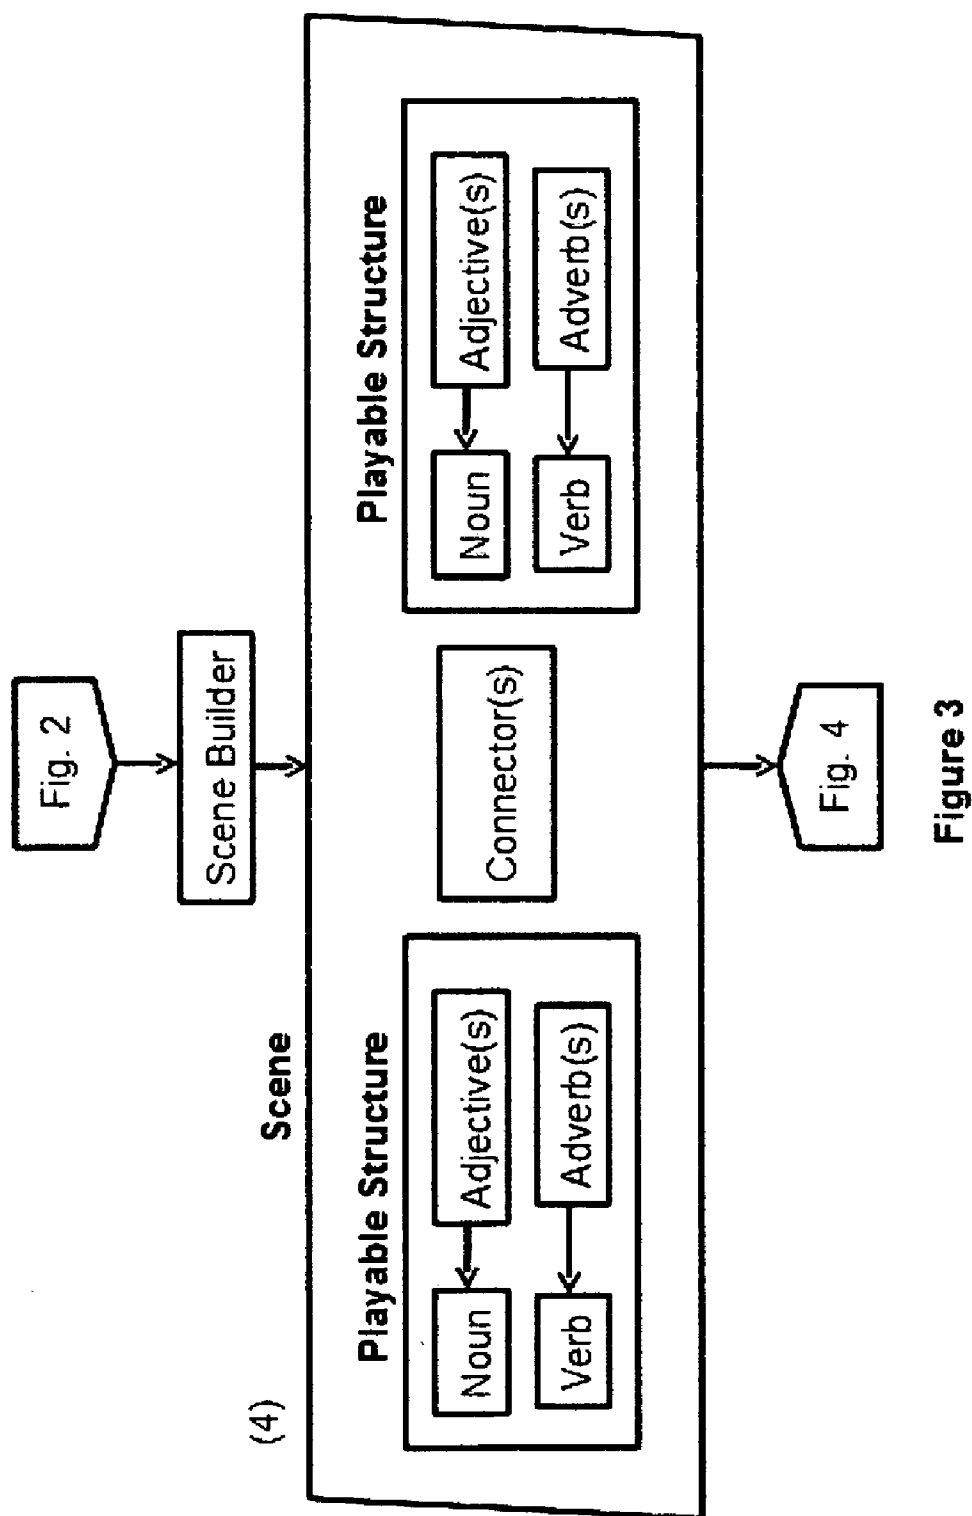 Fig. 2
Scene Builder
(4)
Scene
Playable Structure
Noun
Adjective(s)
Verb
Adverb(s)
Connector(s)
Playable Structure
Noun
Adjective(s)
Verb
Adverb(s)
Fig. 4
Figure 3